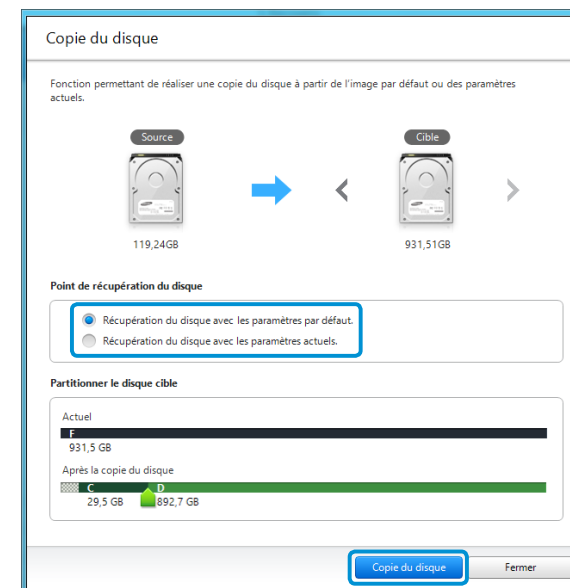 Copie du disque
Fonction permettant de réaliser une copie du disque à partir de l'image par défaut ou des paramètres
actuels.
Source
Cible
119,24GB
931,51GB
Point de récupération du disque
Récupération du disque avec les paramètres par défaut.
Récupération du disque avec les paramètres actuels.
Partitionner le disque cible
Actuel
F
931,5 GB
Après la copie du disque
C D
29,5 GB 892,7 GB
Copie du disque Fermer